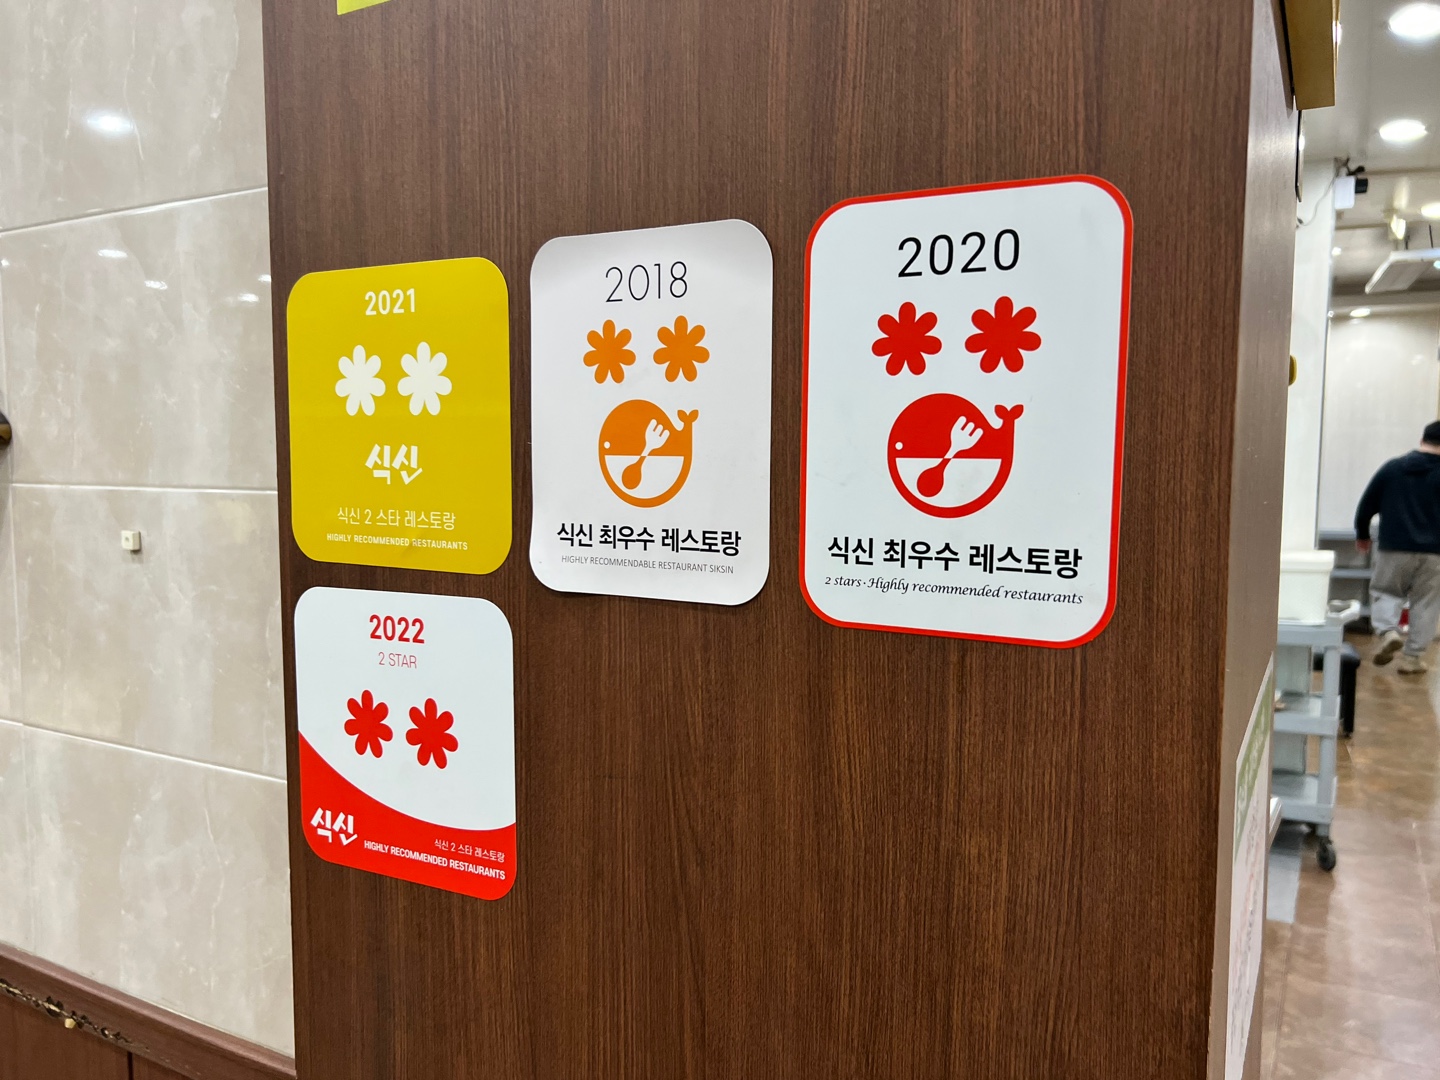 2021
식신
식신 2 스타 레스토랑
HIGHLY RECOMMENDED RESTAURANTS
2018
식신 최우수 레스토랑
HIGHLY RECOMMENDABLE RESTAURANT SIKSIN
2020
식신 최우수 레스토랑
2 stars·Highly recommended restaurants
2022
2 STAR
식신
식신 2 스타 레스토랑
HIGHLY RECOMMENDED RESTAURANTS